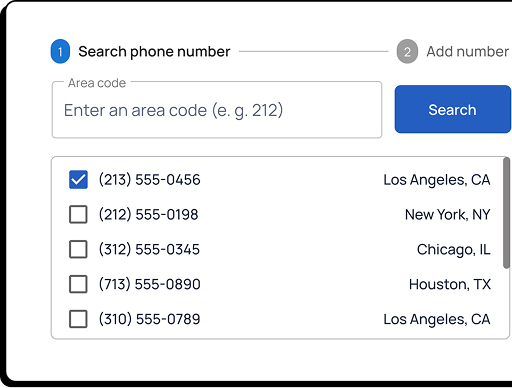 1 Search phone number 2 Add number
Area code
Enter an area code (e. g. 212) Search
(213) 555-0456 Los Angeles, CA
(212) 555-0198 New York, NY
(312) 555-0345 Chicago, IL
(713) 555-0890 Houston, TX
(310) 555-0789 Los Angeles, CA